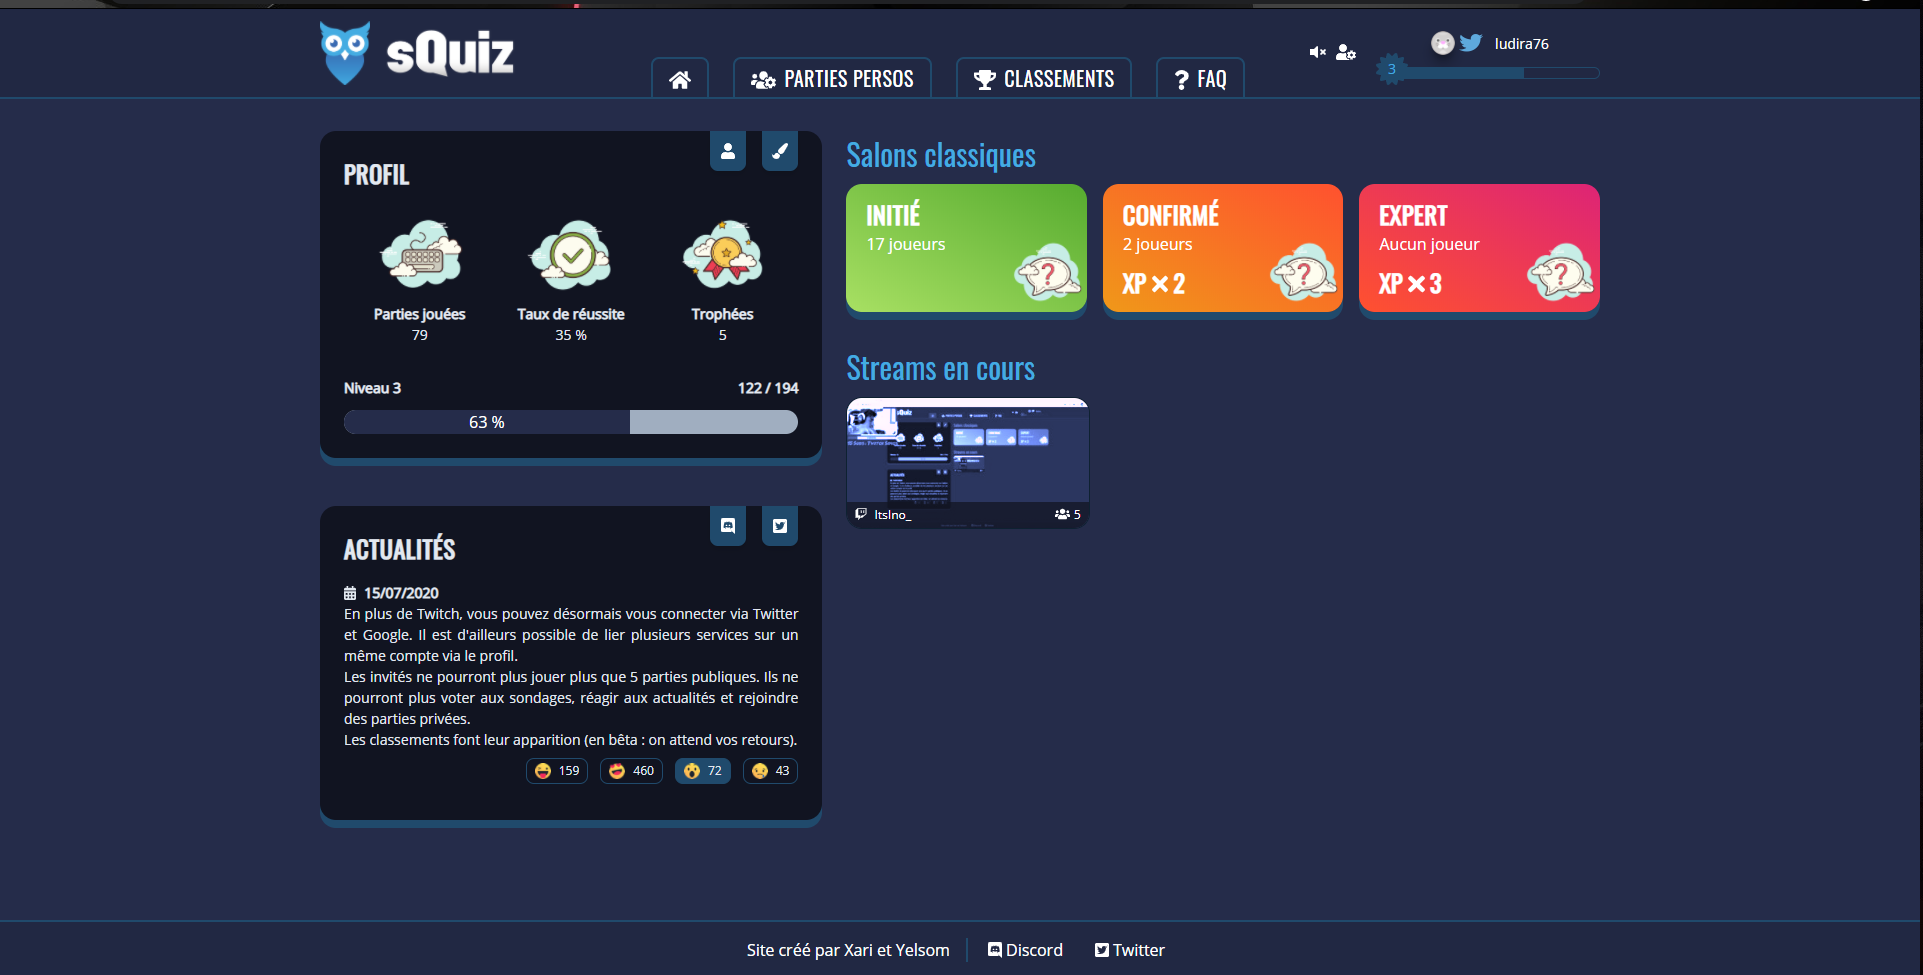 sQuiz
PARTIES PERSOS
CLASSEMENTS
? FAQ
3
ludira76
PROFIL
Parties jouées
79
Taux de réussite
35 %
Trophées
5
Niveau 3
122 / 194
63 %
ACTUALITÉS
15/07/2020
En plus de Twitch, vous pouvez désormais vous connecter via Twitter
et Google. Il est d'ailleurs possible de lier plusieurs services sur un
même compte via le profil.
Les invités ne pourront plus jouer plus que 5 parties publiques. Ils ne
pourront plus voter aux sondages, réagir aux actualités et rejoindre
des parties privées.
Les classements font leur apparition (en bêta : on attend vos retours).
159
460
72
43
Salons classiques
INITIÉ
17 joueurs
CONFIRMÉ
2 joueurs
XP × 2
EXPERT
Aucun joueur
XP × 3
Streams en cours
sQuiz
ItsIno_
5
Site créé par Xari et Yelsom
Discord
Twitter